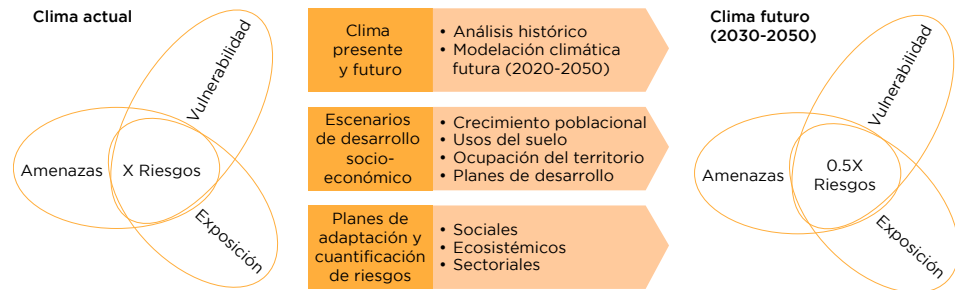 Clima actual
Vulnerabilidad
Amenazas
X Riesgos
Exposición
Clima
presente
y futuro
• Análisis histórico
• Modelación climática
futura (2020-2050)
Escenarios
de desarrollo
socio-
económico
• Crecimiento poblacional
• Usos del suelo
• Ocupación del territorio
• Planes de desarrollo
Planes de
adaptación y
cuantificación
de riesgos
• Sociales
• Ecosistémicos
• Sectoriales
Clima futuro
(2030-2050)
Vulnerabilidad
Amenazas
0.5X
Riesgos
Exposición